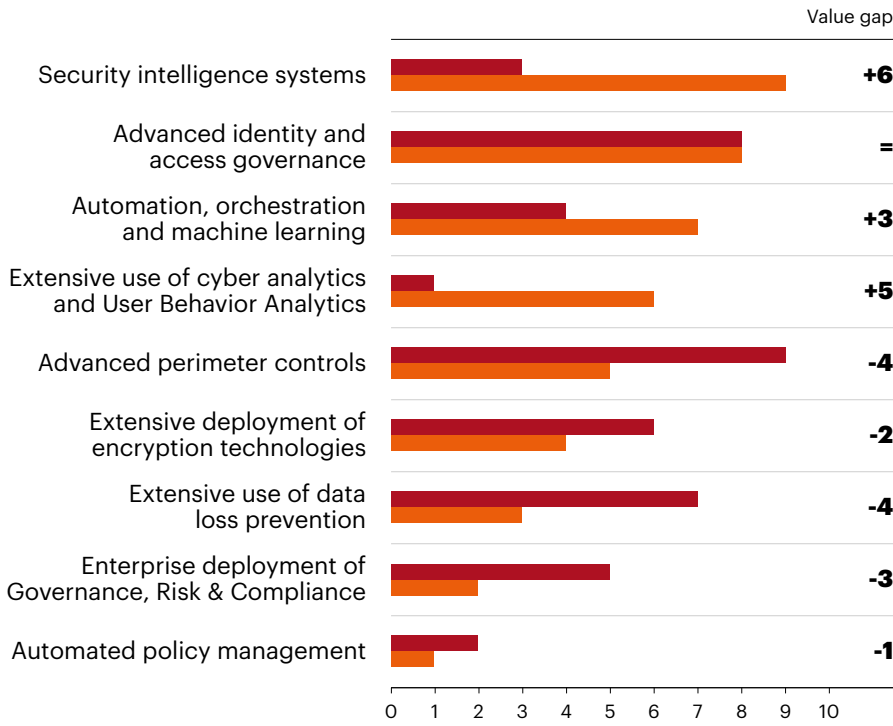 Value gap
Security intelligence systems
+6
Advanced identity and
access governance
=
Automation, orchestration
and machine learning
+3
Extensive use of cyber analytics
and User Behavior Analytics
+5
Advanced perimeter controls
-4
Extensive deployment of
encryption technologies
-2
Extensive use of data
loss prevention
-4
Enterprise deployment of
Governance, Risk & Compliance
-3
Automated policy management
-1
0 1 2 3 4 5 6 7 8 9 10